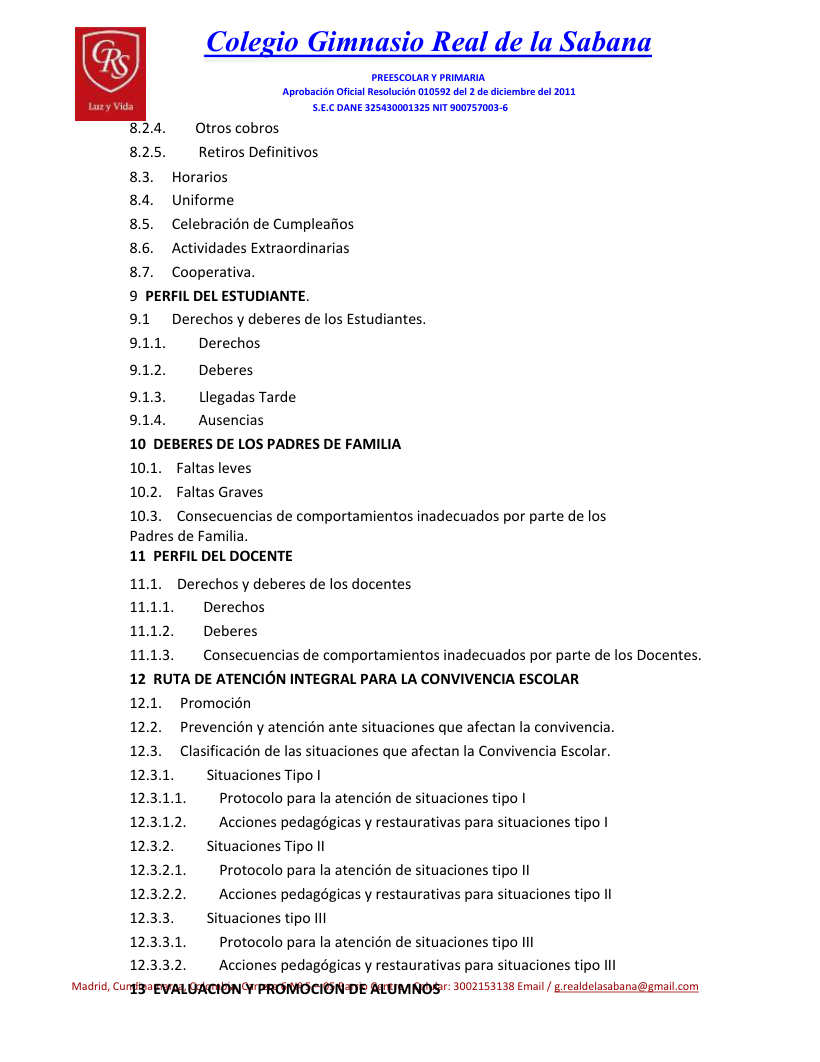 Colegio Gimnasio Real de la Sabana
GRS
Luz y Vida
PREESCOLAR Y PRIMARIA
Aprobación Oficial Resolución 010592 del 2 de diciembre del 2011
S.E.C DANE 325430001325 NIT 900757003-6
8.2.4. Otros cobros
8.2.5. Retiros Definitivos
8.3. Horarios
8.4. Uniforme
8.5. Celebración de Cumpleaños
8.6. Actividades Extraordinarias
8.7. Cooperativa.
9 PERFIL DEL ESTUDIANTE.
9.1 Derechos y deberes de los Estudiantes.
9.1.1. Derechos
9.1.2. Deberes
9.1.3. Llegadas Tarde
9.1.4. Ausencias
10 DEBERES DE LOS PADRES DE FAMILIA
10.1. Faltas leves
10.2. Faltas Graves
10.3. Consecuencias de comportamientos inadecuados por parte de los
Padres de Familia.
11 PERFIL DEL DOCENTE
11.1. Derechos y deberes de los docentes
11.1.1. Derechos
11.1.2. Deberes
11.1.3. Consecuencias de comportamientos inadecuados por parte de los Docentes.
12 RUTA DE ATENCIÓN INTEGRAL PARA LA CONVIVENCIA ESCOLAR
12.1. Promoción
12.2. Prevención y atención ante situaciones que afectan la convivencia.
12.3. Clasificación de las situaciones que afectan la Convivencia Escolar.
12.3.1. Situaciones Tipo I
12.3.1.1. Protocolo para la atención de situaciones tipo I
12.3.1.2. Acciones pedagógicas y restaurativas para situaciones tipo I
12.3.2. Situaciones Tipo II
12.3.2.1. Protocolo para la atención de situaciones tipo II
12.3.2.2. Acciones pedagógicas y restaurativas para situaciones tipo II
12.3.3. Situaciones tipo III
12.3.3.1. Protocolo para la atención de situaciones tipo III
12.3.3.2. Acciones pedagógicas y restaurativas para situaciones tipo III
13 EVALUACIÓN Y PROMOCIÓN DE ALUMNOS
Madrid, 3002153138 Email / g.realdelasabana@gmail.com